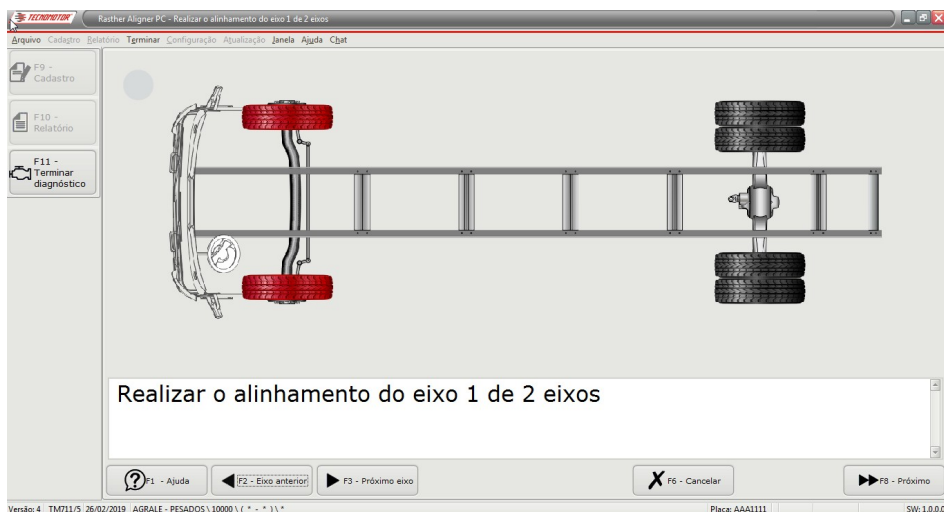 TECNOMOTOR Rasther Aligner PC - Realizar o alinhamento do eixo 1 de 2 eixos
Arquivo Cadastro Relatório Terminar Configuração Atualização Janela Ajuda Chat
F9 -
Cadastro
F10 -
Relatório
F11 -
Terminar
diagnóstico
Realizar o alinhamento do eixo 1 de 2 eixos
F1 - Ajuda
F2 - Eixo anterior
F3 - Próximo eixo
F6 - Cancelar
F8 - Próximo
Versão: 4 TM711/5 26/02/2019 AGRALE - PESADOS \ 10000 \ ( * - * ) \ * Placa: AAA1111 SW: 1.0.0.0